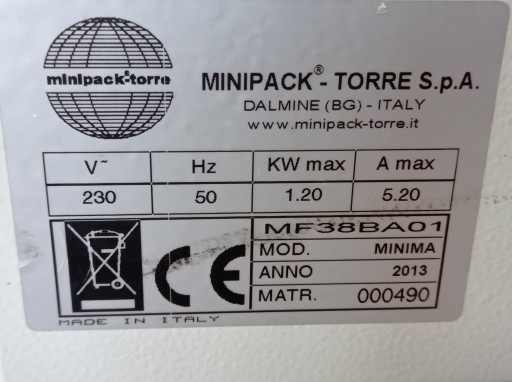 minipack-torre
MINIPACK® - TORRE S.p.A.
DALMINE (BG) - ITALY
www.minipack-torre.it
V~ Hz KW max A max
230 50 1.20 5.20
MF38BA01
MOD. MINIMA
ANNO 2013
MATR. 000490
CE
MADE IN ITALY